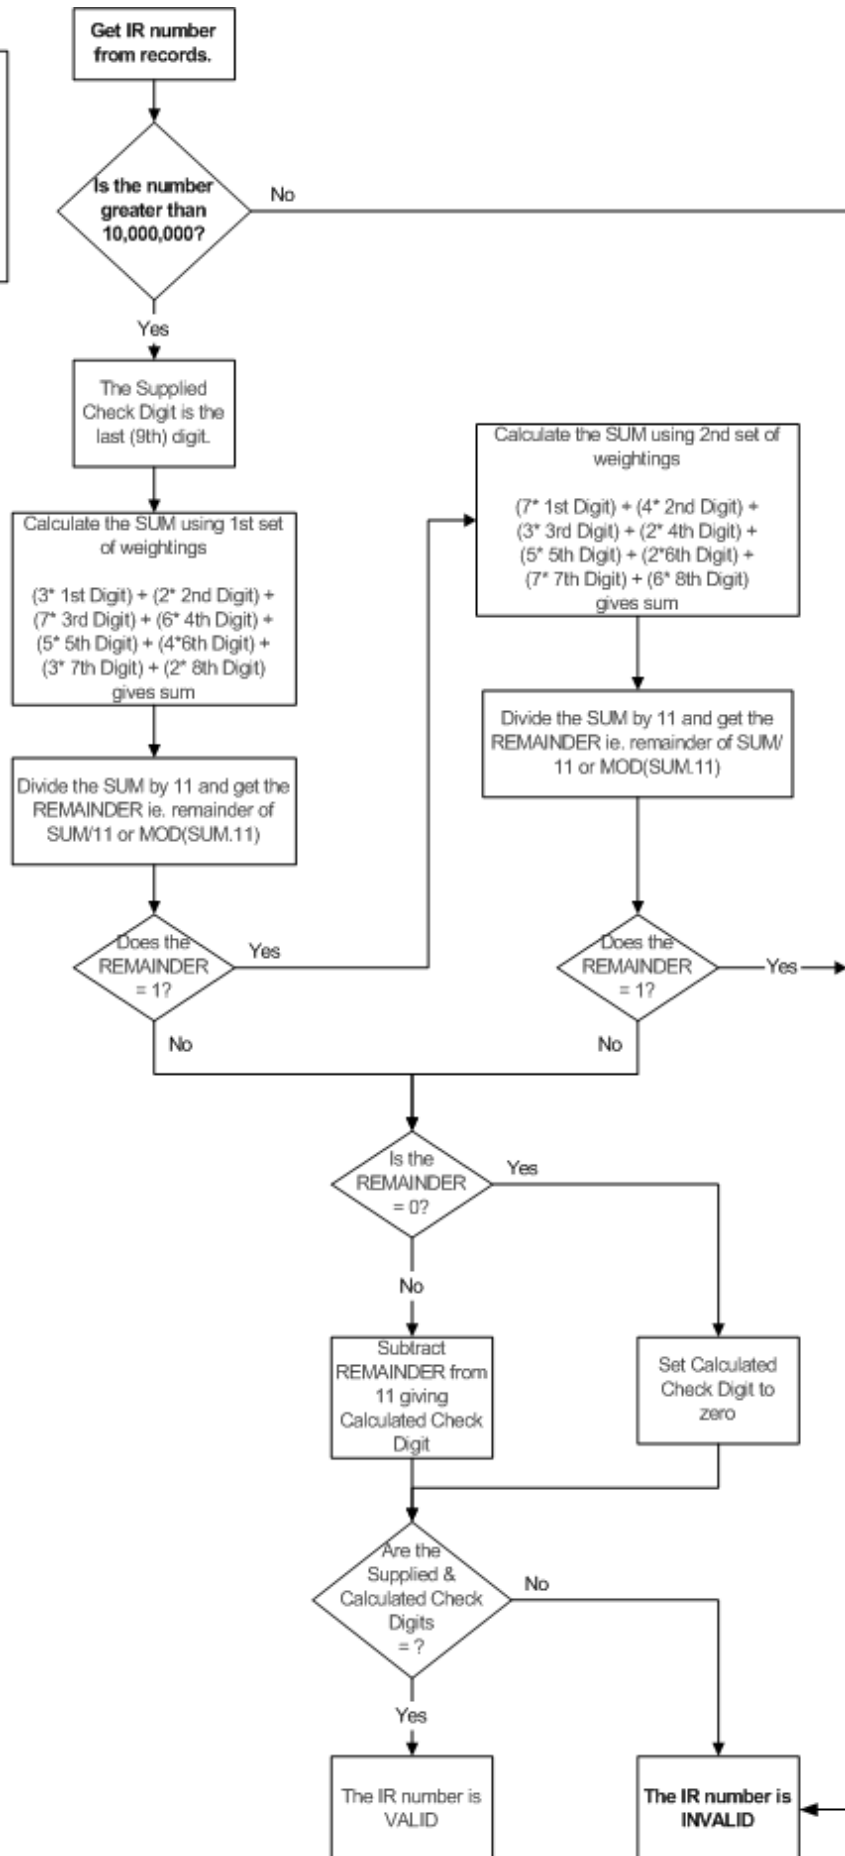 Get IR number
from records.
Is the number
greater than
10,000,000?
No
Yes
The Supplied
Check Digit is the
last (9th) digit.
Calculate the SUM using 1st set
of weightings
(3* 1st Digit) + (2* 2nd Digit) +
(7* 3rd Digit) + (6* 4th Digit) +
(5* 5th Digit) + (4*6th Digit) +
(3* 7th Digit) + (2* 8th Digit)
gives sum
Divide the SUM by 11 and get the
REMAINDER ie. remainder of
SUM/11 or MOD(SUM.11)
Does the
REMAINDER
= 1?
Yes
No
Calculate the SUM using 2nd set of
weightings
(7* 1st Digit) + (4* 2nd Digit) +
(3* 3rd Digit) + (2* 4th Digit) +
(5* 5th Digit) + (2*6th Digit) +
(7* 7th Digit) + (6* 8th Digit)
gives sum
Divide the SUM by 11 and get the
REMAINDER ie. remainder of SUM/
11 or MOD(SUM.11)
Does the
REMAINDER
= 1?
Yes
No
Is the
REMAINDER
= 0?
Yes
No
Subtract
REMAINDER from
11 giving
Calculated Check
Digit
Set Calculated
Check Digit to
zero
Are the
Supplied &
Calculated Check
Digits
= ?
No
Yes
The IR number is
VALID
The IR number is
INVALID